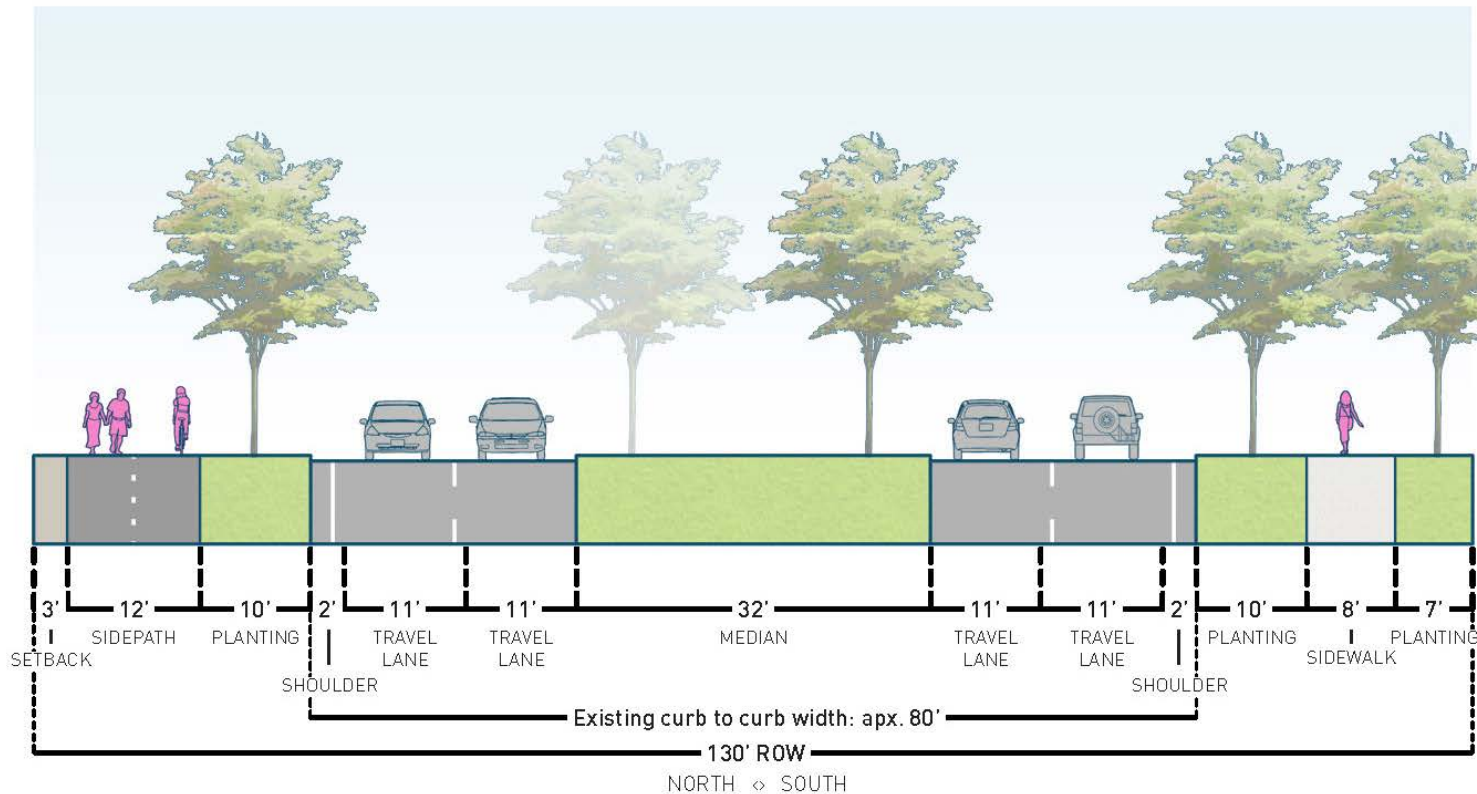 3' 12' 10' 2' 11' 11' 32' 11' 11' 2' 10' 8' 7'
SETBACK
SIDEPATH
PLANTING
SHOULDER
TRAVEL
LANE
TRAVEL
LANE
MEDIAN
TRAVEL
LANE
TRAVEL
LANE
SHOULDER
PLANTING
SIDEWALK
PLANTING
Existing curb to curb width: apx. 80'
130' ROW
NORTH <> SOUTH